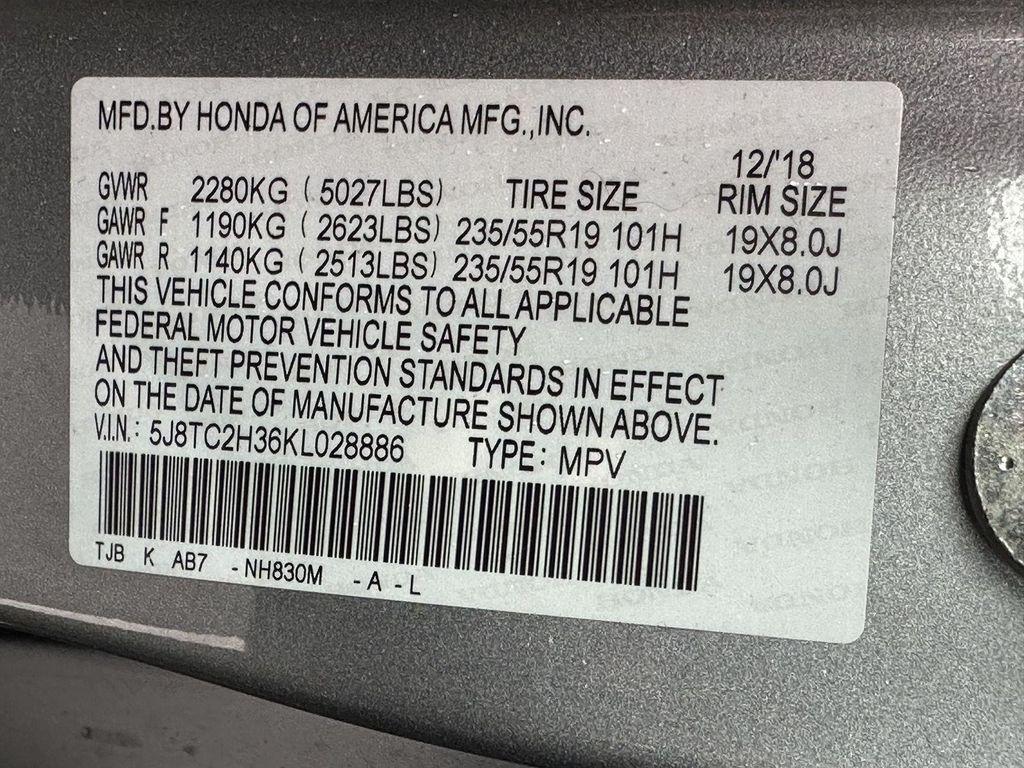 MFD.BY HONDA OF AMERICA MFG.,INC.
12/'18
GVWR 2280KG (5027LBS) TIRE SIZE RIM SIZE
GAWR F 1190KG (2623LBS) 235/55R19 101H 19X8.0J
GAWR R 1140KG (2513LBS) 235/55R19 101H 19X8.0J
THIS VEHICLE CONFORMS TO ALL APPLICABLE
FEDERAL MOTOR VEHICLE SAFETY
AND THEFT PREVENTION STANDARDS IN EFFECT
ON THE DATE OF MANUFACTURE SHOWN ABOVE.
V.I.N.: 5J8TC2H36KL028886 TYPE: MPV
TJB K AB7 -NH830M -A -L